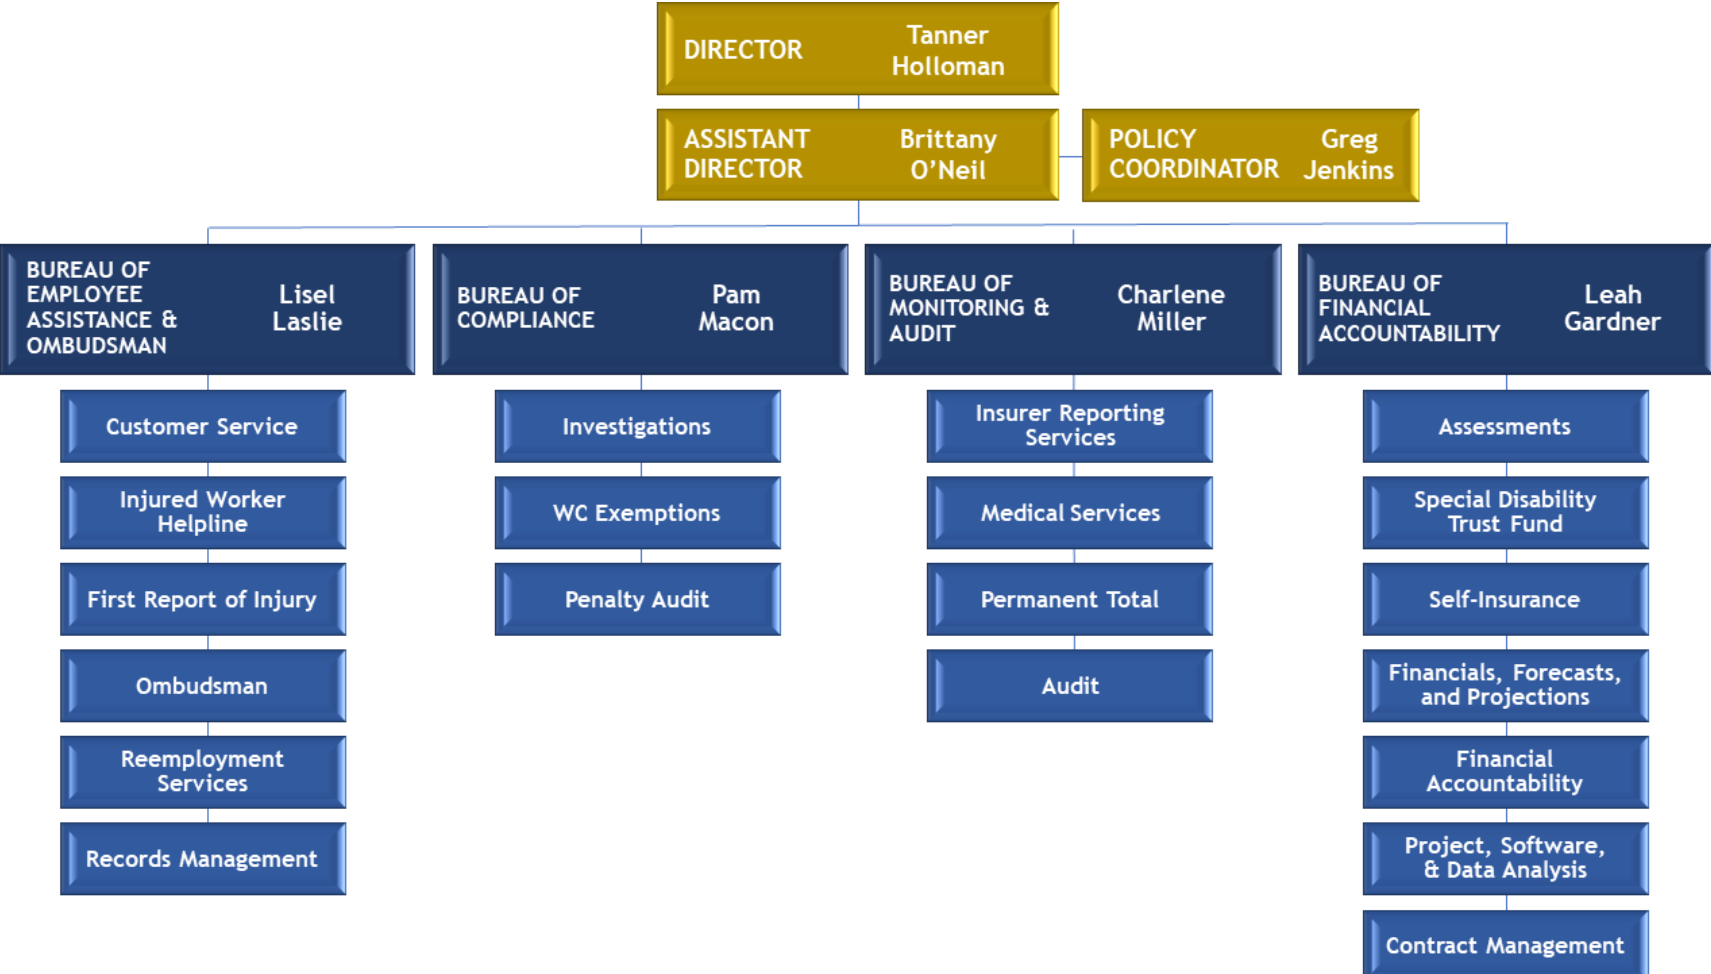 DIRECTOR
Tanner
Holloman
ASSISTANT
DIRECTOR
Brittany
O’Neil
POLICY
COORDINATOR
Greg
Jenkins
BUREAU OF
EMPLOYEE
ASSISTANCE &
OMBUDSMAN
Lisel
Laslie
BUREAU OF
COMPLIANCE
Pam
Macon
BUREAU OF
MONITORING &
AUDIT
Charlene
Miller
BUREAU OF
FINANCIAL
ACCOUNTABILITY
Leah
Gardner
Customer Service
Injured Worker
Helpline
First Report of Injury
Ombudsman
Reemployment
Services
Records Management
Investigations
WC Exemptions
Penalty Audit
Insurer Reporting
Services
Medical Services
Permanent Total
Audit
Assessments
Special Disability
Trust Fund
Self-Insurance
Financials, Forecasts,
and Projections
Financial
Accountability
Project, Software,
& Data Analysis
Contract Management